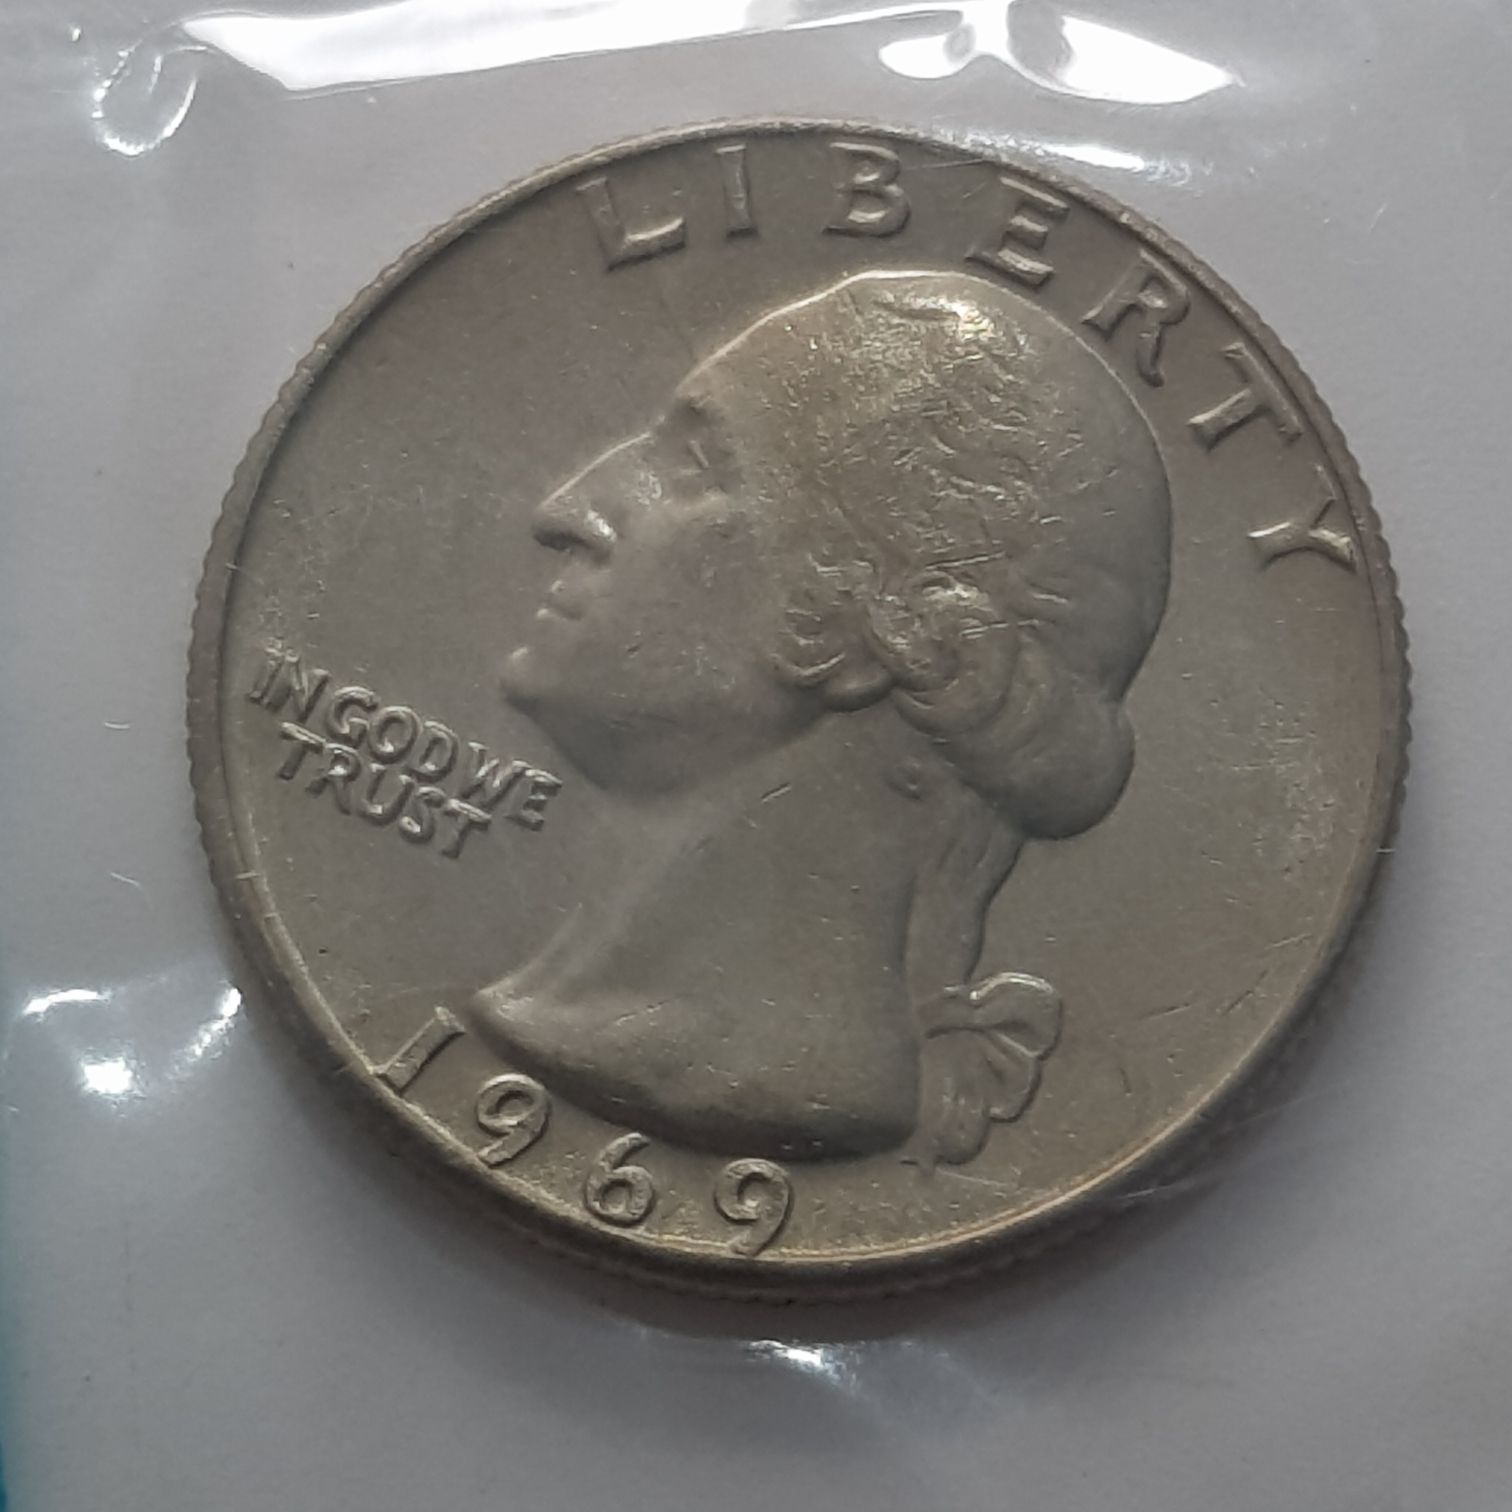 LIBERTY
IN GOD WE
TRUST
1969